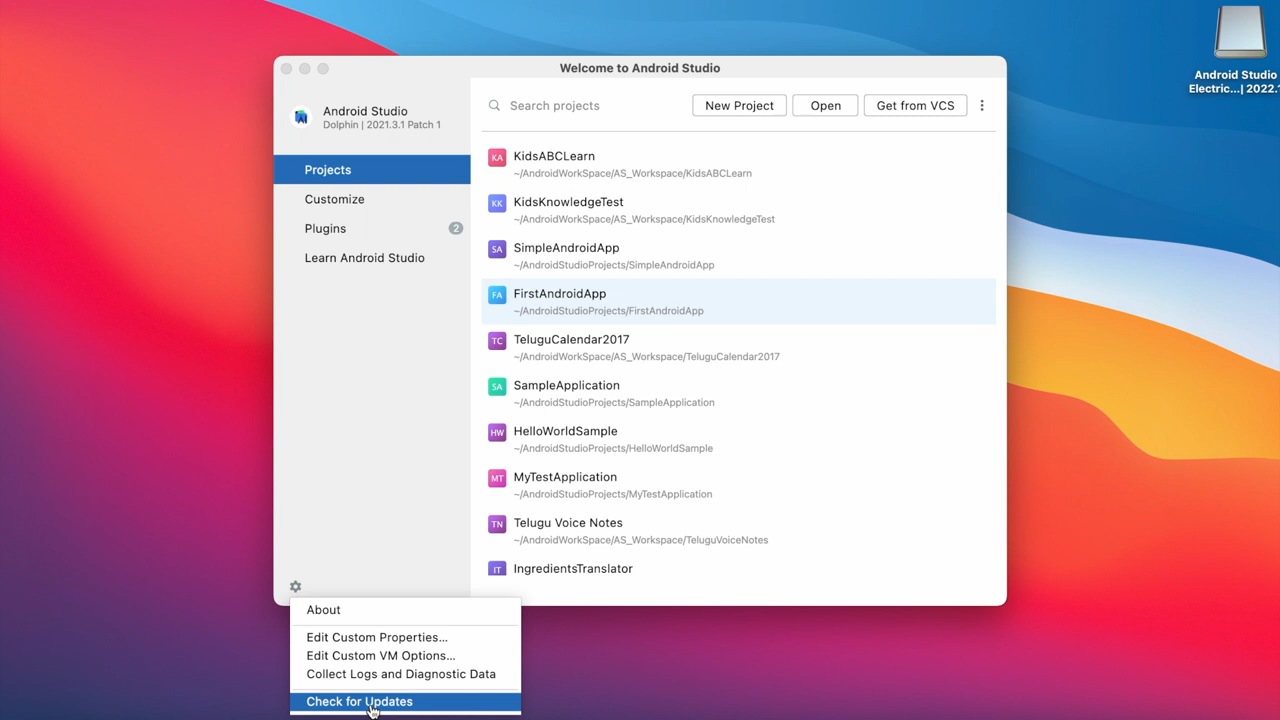 Welcome to Android Studio
Android Studio
Electric...| 2022.1
Android Studio
Dolphin | 2021.3.1 Patch 1
Search projects
New Project
Open
Get from VCS
Projects
Customize
Plugins
2
Learn Android Studio
KA
KidsABCLearn
~/AndroidWorkSpace/AS_Workspace/KidsABCLearn
KK
KidsKnowledgeTest
~/AndroidWorkSpace/AS_Workspace/KidsKnowledgeTest
SA
SimpleAndroidApp
~/AndroidStudioProjects/SimpleAndroidApp
FA
FirstAndroidApp
~/AndroidStudioProjects/FirstAndroidApp
TC
TeluguCalendar2017
~/AndroidWorkSpace/AS_Workspace/TeluguCalendar2017
SA
SampleApplication
~/AndroidStudioProjects/SampleApplication
HW
HelloWorldSample
~/AndroidStudioProjects/HelloWorldSample
MT
MyTestApplication
~/AndroidStudioProjects/MyTestApplication
TN
Telugu Voice Notes
~/AndroidWorkSpace/AS_Workspace/TeluguVoiceNotes
IT
IngredientsTranslator
About
Edit Custom Properties...
Edit Custom VM Options...
Collect Logs and Diagnostic Data
Check for Updates